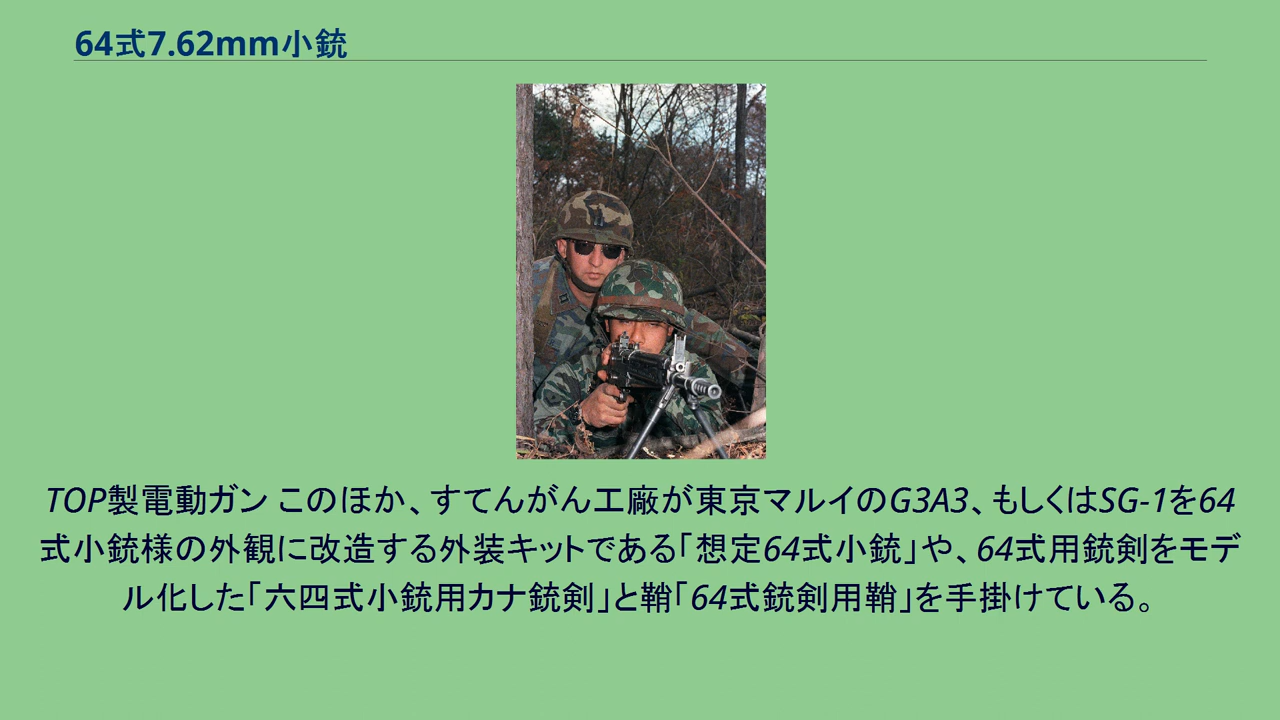 64式7.62mm小銃
TOP製電動ガン このほか、すてんがん工廠が東京マルイのG3A3、もしくはSG-1を64
式小銃様の外観に改造する外装キットである「想定64式小銃」や、64式用銃剣をモデ
ル化した「六四式小銃用カナ銃剣」と鞘「64式銃剣用鞘」を手掛けている。